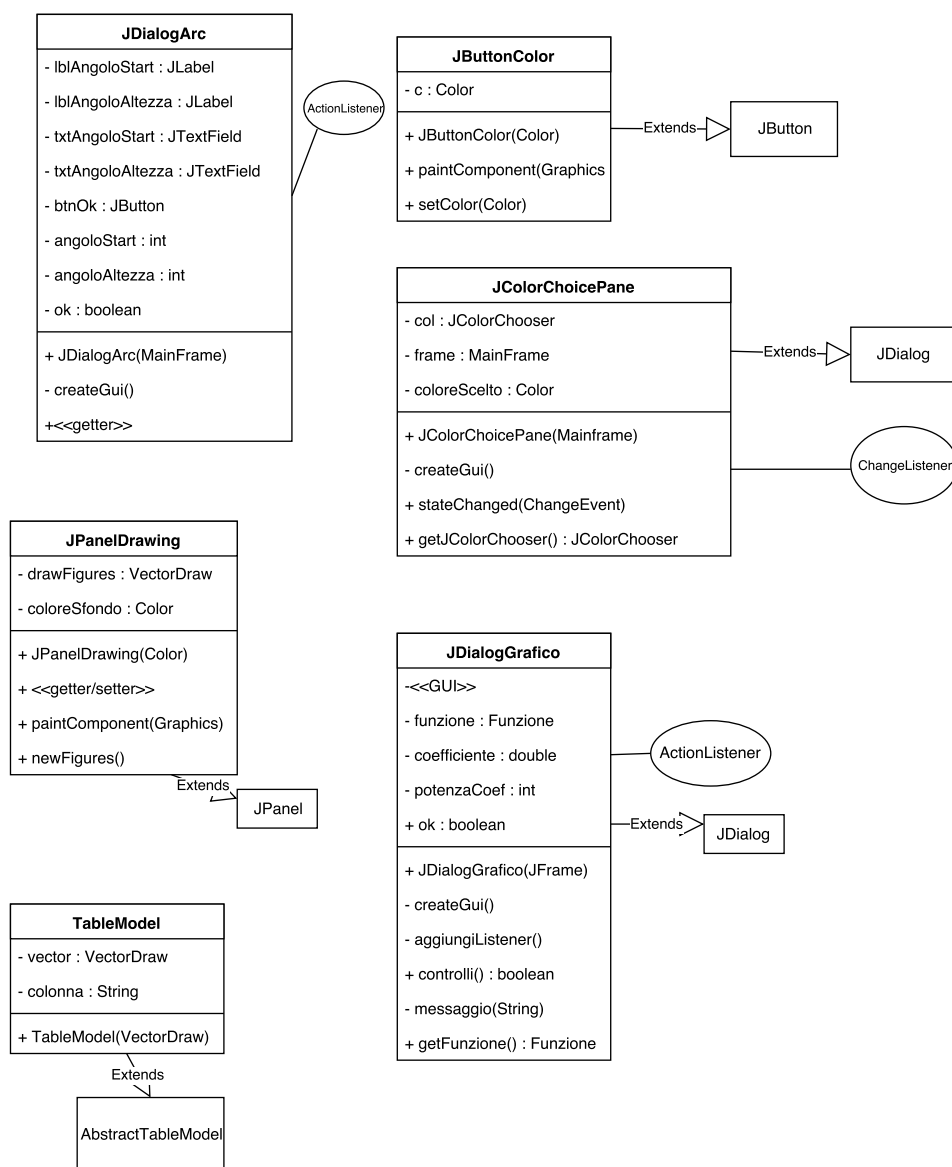 JDialogArc
- lblAngoloStart : JLabel
- lblAngoloAltezza : JLabel
- txtAngoloStart : JTextField
- txtAngoloAltezza : JTextField
- btnOk : JButton
- angoloStart : int
- angoloAltezza : int
- ok : boolean
+ JDialogArc(MainFrame)
- createGui()
+<<getter>>
ActionListener
JButtonColor
- c : Color
+ JButtonColor(Color)
+ paintComponent(Graphics
+ setColor(Color)
Extends
JButton
JColorChoicePane
- col : JColorChooser
- frame : MainFrame
- coloreScelto : Color
+ JColorChoicePane(Mainframe)
- createGui()
+ stateChanged(ChangeEvent)
+ getJColorChooser() : JColorChooser
Extends
JDialog
ChangeListener
JPanelDrawing
- drawFigures : VectorDraw
- coloreSfondo : Color
+ JPanelDrawing(Color)
+ <<getter/setter>>
+ paintComponent(Graphics)
+ newFigures()
Extends
JPanel
JDialogGrafico
-<<GUI>>
- funzione : Funzione
- coefficiente : double
- potenzaCoef : int
+ ok : boolean
+ JDialogGrafico(JFrame)
- createGui()
- aggiungiListener()
+ controlli() : boolean
- messaggio(String)
+ getFunzione() : Funzione
ActionListener
Extends
JDialog
TableModel
- vector : VectorDraw
- colonna : String
+ TableModel(VectorDraw)
Extends
AbstractTableModel